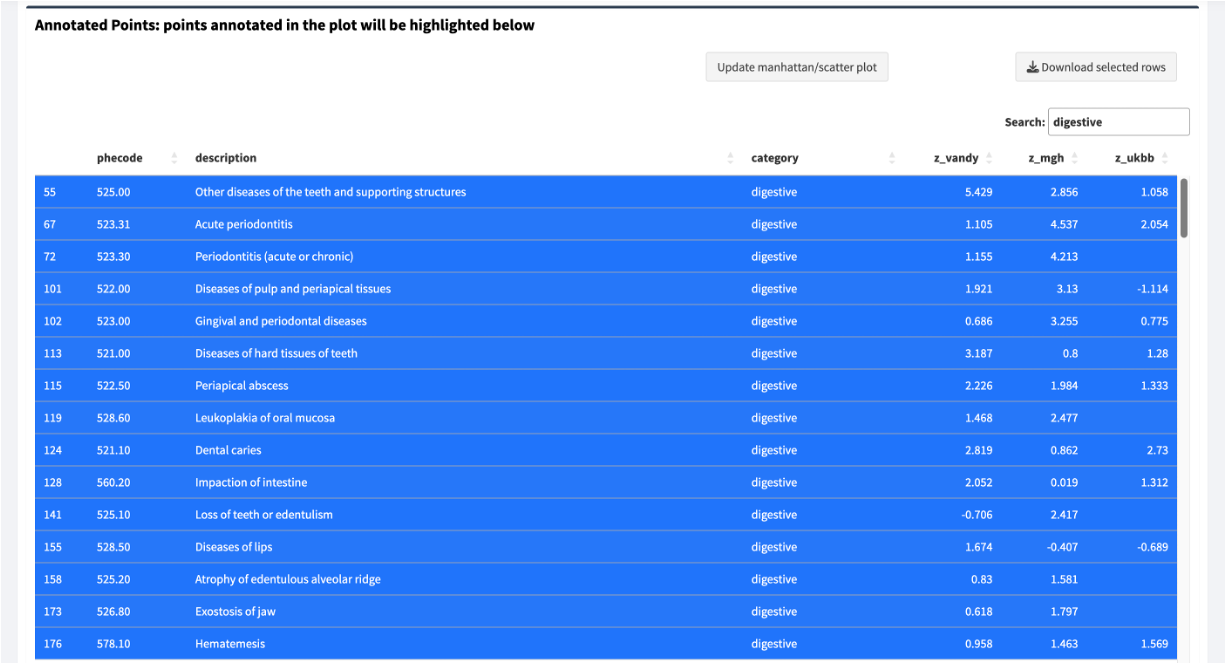 Annotated Points: points annotated in the plot will be highlighted below
Update manhattan/scatter plot Download selected rows
Search: digestive
phecode description category z_vandy z_mgh z_ukbb
55 525.00 Other diseases of the teeth and supporting structures digestive 5.429 2.856 1.058
67 523.31 Acute periodontitis digestive 1.105 4.537 2.054
72 523.30 Periodontitis (acute or chronic) digestive 1.155 4.213
101 522.00 Diseases of pulp and periapical tissues digestive 1.921 3.13 -1.114
102 523.00 Gingival and periodontal diseases digestive 0.686 3.255 0.775
113 521.00 Diseases of hard tissues of teeth digestive 3.187 0.8 1.28
115 522.50 Periapical abscess digestive 2.226 1.984 1.333
119 528.60 Leukoplakia of oral mucosa digestive 1.468 2.477
124 521.10 Dental caries digestive 2.819 0.862 2.73
128 560.20 Impaction of intestine digestive 2.052 0.019 1.312
141 525.10 Loss of teeth or edentulism digestive -0.706 2.417
155 528.50 Diseases of lips digestive 1.674 -0.407 -0.689
158 525.20 Atrophy of edentulous alveolar ridge digestive 0.83 1.581
173 526.80 Exostosis of jaw digestive 0.618 1.797
176 578.10 Hematemesis digestive 0.958 1.463 1.569